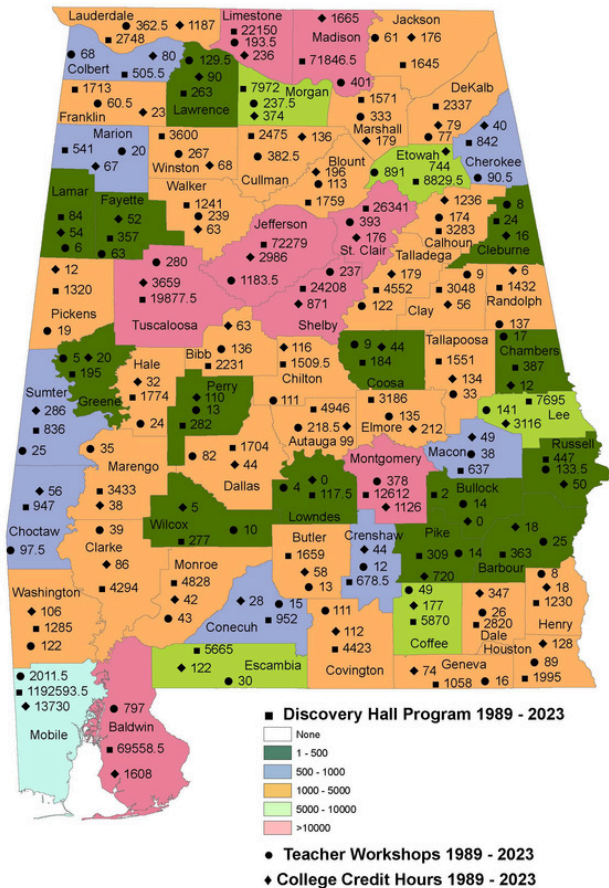 Lauderdale
● 362.5 ◆ 1187
■ 2748
Limestone
■ 22150
● 193.5
◆ 236
◆ 1665
Madison
■ 71846.5
● 401
Jackson
● 61 ◆ 176
■ 1645
● 68 ◆ 80
Colbert
■ 505.5
● 129.5
◆ 90
■ 263
Lawrence
■ 7972
Morgan
● 237.5
◆ 374
■ 1713
● 60.5
Franklin ◆ 23
■ 1571
● 333
Marshall
◆ 179
DeKalb
■ 2337
◆ 79
● 77
◆ 40
■ 842
Cherokee
● 90.5
Marion
■ 541 ● 20
◆ 67
■ 3600
● 267
Winston ◆ 68
■ 2475 ◆ 136
● 382.5
Cullman
Blount
◆ 196
● 113
■ 1759
Etowah ◆
● 891 744
■ 8829.5
Lamar
■ 84
◆ 54
● 6
Fayette
◆ 52
■ 357
● 63
Walker
■ 1241
● 239
◆ 63
Jefferson
■ 72279
◆ 2986
● 1183.5
■ 26341
● 393
◆ 176
St. Clair
◆ 1236
● 174
■ 3283
Calhoun
● 8
■ 24
◆ 16
Cleburne
◆ 12
■ 1320
Pickens
● 19
● 280
◆ 3659
■ 19877.5
Tuscaloosa
● 237
■ 24208
◆ 871
Shelby
Talladega
◆ 179
■ 4552
● 122
● 9
■ 3048
Clay ◆ 56
◆ 6
■ 1432
Randolph
● 137
● 5 ◆ 20
■ 195
Greene
Hale
◆ 32
■ 1774
● 24
◆ 63
Bibb ● 136
■ 2231
◆ 116
■ 1509.5
Chilton
● 111
● 9 ◆ 44
■ 184
Coosa
Tallapoosa
■ 1551
◆ 134
● 33
● 17
Chambers
■ 387
◆ 12
Sumter
◆ 286
■ 836
● 25
Perry
◆ 110
● 13
■ 282
■ 4946
● 218.5 ◆
Autauga 99
■ 3186
● 135
Elmore ◆ 212
■ 7695
● 141 Lee
◆ 3116
● 35
Marengo
■ 3433
◆ 38
● 82 ■ 1704
◆ 44
Dallas
● 4 ◆ 0
■ 117.5
Lowndes
Montgomery
● 378
■ 12612
◆ 1126
◆ 49
Macon ● 38
■ 637
Russell
■ 447
● 133.5
◆ 50
◆ 56
■ 947
Choctaw
● 97.5
◆ 5
Wilcox ● 10
■ 277
■ 2 Bullock
● 14
◆ 0
● 39
Clarke
◆ 86
■ 4294
Monroe
■ 4828
◆ 42
● 43
Butler
■ 1659
◆ 58
● 13
Crenshaw
◆ 44
● 12
■ 678.5
Pike
■ 309 ● 14
◆ 720
◆ 18
● 25
■ 363
Barbour
Washington
◆ 106
■ 1285
● 122
◆ 28 ● 15
■ 952
Conecuh
● 111
◆ 112
■ 4423
Covington
● 49
◆ 177
■ 5870
Coffee
◆ 347
● 26
■ 2820
Dale
● 8
◆ 18
■ 1230
Henry
■ 5665
◆ 122 Escambia
● 30
Geneva
◆ 74
■ 1058 ● 16
Houston ◆ 128
● 89
■ 1995
● 2011.5
■ 1192593.5
◆ 13730
Mobile
● 797
Baldwin
■ 69558.5
◆ 1608
■ Discovery Hall Program 1989 - 2023
None
1 - 500
500 - 1000
1000 - 5000
5000 - 10000
>10000
● Teacher Workshops 1989 - 2023
◆ College Credit Hours 1989 - 2023